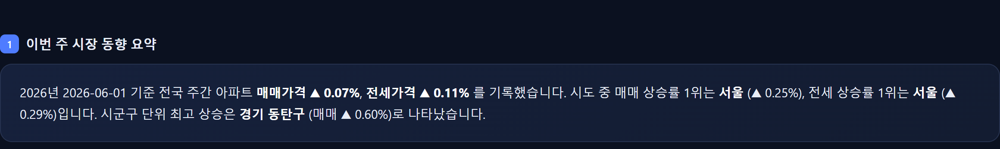 1 이번 주 시장 동향 요약
2026년 2026-06-01 기준 전국 주간 아파트 매매가격 ▲ 0.07%, 전세가격 ▲ 0.11% 를 기록했습니다. 시도 중 매매 상승률 1위는 서울 (▲ 0.25%), 전세 상승률 1위는 서울 (▲
0.29%)입니다. 시군구 단위 최고 상승은 경기 동탄구 (매매 ▲ 0.60%)로 나타났습니다.